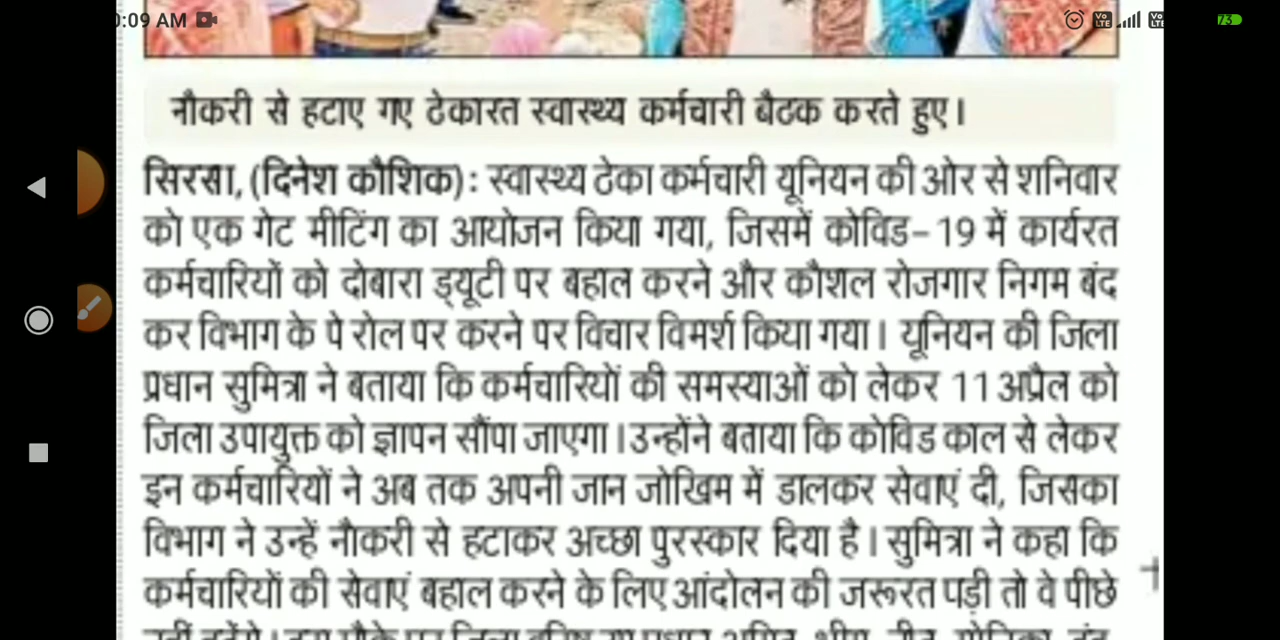 0:09 AM
73
नौकरी से हटाए गए ठेकारत स्वास्थ्य कर्मचारी बैठक करते हुए।
सिरसा, (दिनेश कौशिक) : स्वास्थ्य ठेका कर्मचारी यूनियन की ओर से शनिवार
को एक गेट मीटिंग का आयोजन किया गया, जिसमें कोविड-19 में कार्यरत
कर्मचारियों को दोबारा ड्यूटी पर बहाल करने और कौशल रोजगार निगम बंद
कर विभाग के पे रोल पर करने पर विचार विमर्श किया गया। यूनियन की जिला
प्रधान सुमित्रा ने बताया कि कर्मचारियों की समस्याओं को लेकर 11 अप्रैल को
जिला उपायुक्त को ज्ञापन सौंपा जाएगा। उन्होंने बताया कि कोविड काल से लेकर
इन कर्मचारियों ने अब तक अपनी जान जोखिम में डालकर सेवाएं दी, जिसका
विभाग ने उन्हें नौकरी से हटाकर अच्छा पुरस्कार दिया है। सुमित्रा ने कहा कि
कर्मचारियों की सेवाएं बहाल करने के लिए आंदोलन की जरूरत पड़ी तो वे पीछे